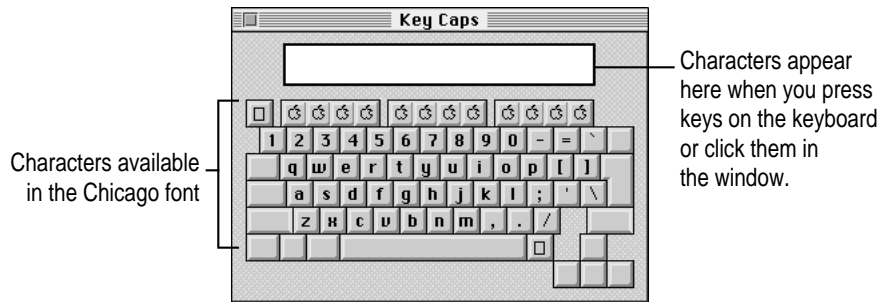 Key Caps
Characters appear
here when you press
keys on the keyboard
or click them in
the window.
Characters available
in the Chicago font
1 2 3 4 5 6 7 8 9 0 - = `
q w e r t y u i o p [ ]
a s d f g h j k l ; ' \
z x c v b n m , . /